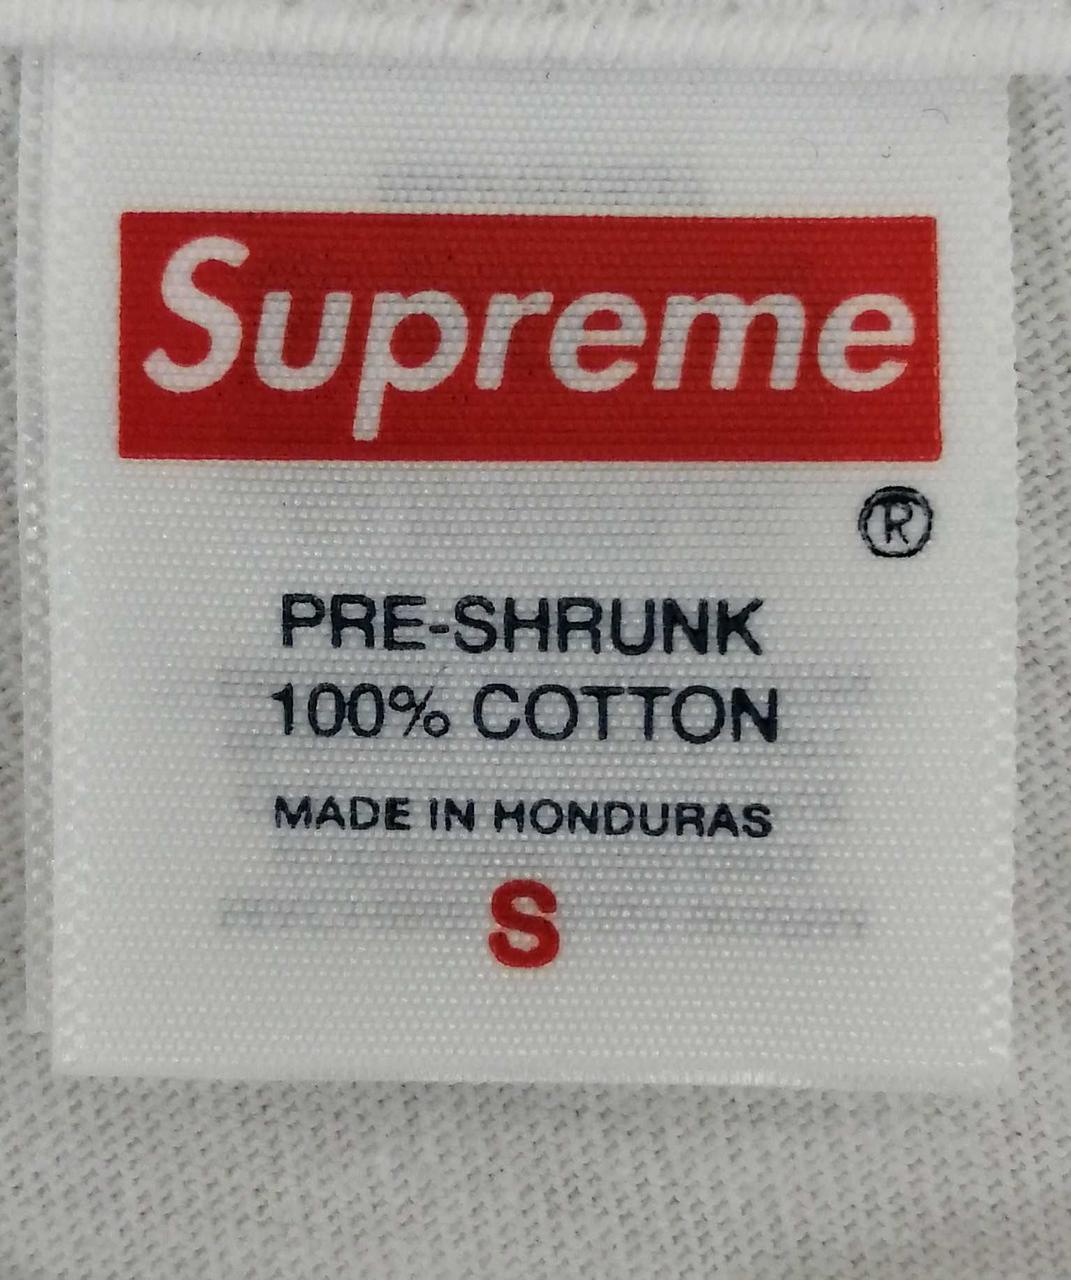 Supreme
®
PRE-SHRUNK
100% COTTON
MADE IN HONDURAS
S